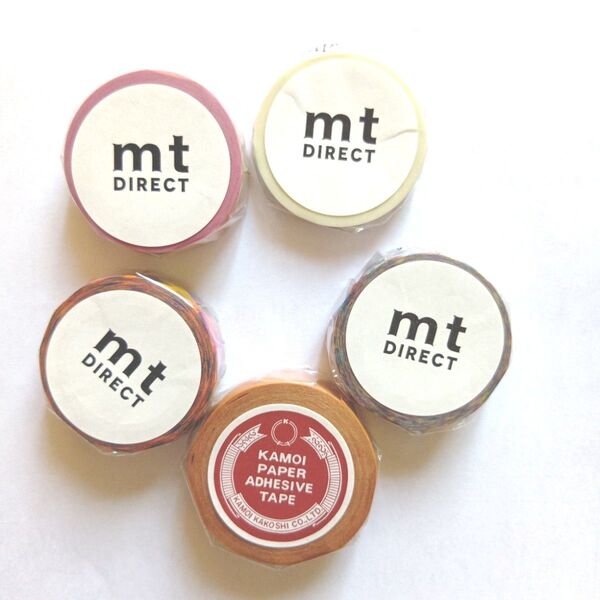 mt
DIRECT
mt
DIRECT
mt
DIRECT
mt
DIRECT
K
KAMOI
PAPER
ADHESIVE
TAPE
KAMOI KAKOSHI CO.,LTD